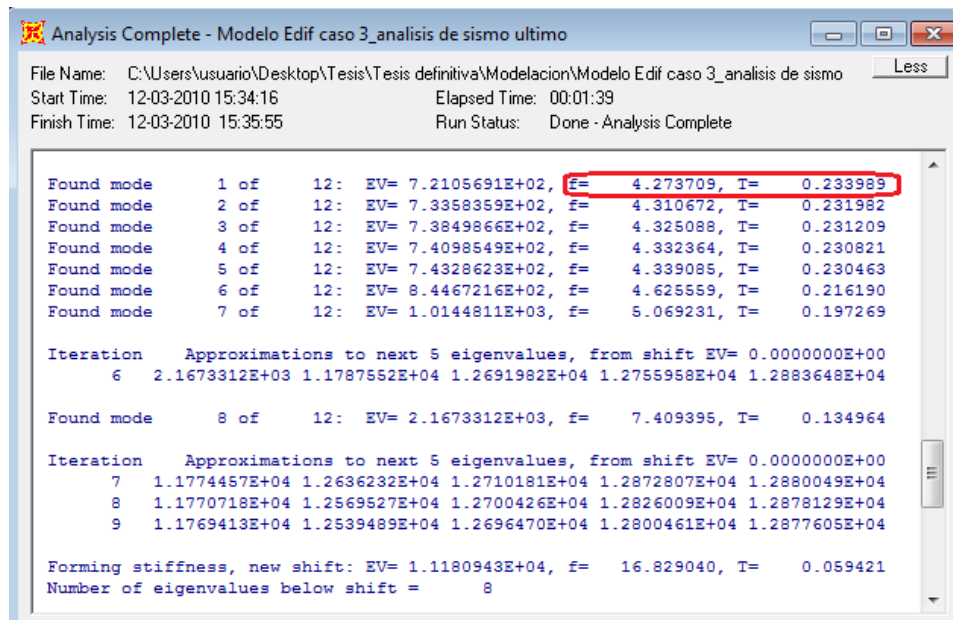 Analysis Complete - Modelo Edif caso 3_analisis de sismo ultimo
File Name: C:\Users\usuario\Desktop\Tesis\Tesis definitiva\Modelacion\Modelo Edif caso 3_analisis de sismo Less
Start Time: 12-03-2010 15:34:16 Elapsed Time: 00:01:39
Finish Time: 12-03-2010 15:35:55 Run Status: Done - Analysis Complete
Found mode 1 of 12: EV= 7.2105691E+02, f= 4.273709, T= 0.233989
Found mode 2 of 12: EV= 7.3358359E+02, f= 4.310672, T= 0.231982
Found mode 3 of 12: EV= 7.3849866E+02, f= 4.325088, T= 0.231209
Found mode 4 of 12: EV= 7.4098549E+02, f= 4.332364, T= 0.230821
Found mode 5 of 12: EV= 7.4328623E+02, f= 4.339085, T= 0.230463
Found mode 6 of 12: EV= 8.4467216E+02, f= 4.625559, T= 0.216190
Found mode 7 of 12: EV= 1.0144811E+03, f= 5.069231, T= 0.197269
Iteration Approximations to next 5 eigenvalues, from shift EV= 0.0000000E+00
6 2.1673312E+03 1.1787552E+04 1.2691982E+04 1.2755958E+04 1.2883648E+04
Found mode 8 of 12: EV= 2.1673312E+03, f= 7.409395, T= 0.134964
Iteration Approximations to next 5 eigenvalues, from shift EV= 0.0000000E+00
7 1.1774457E+04 1.2636232E+04 1.2710181E+04 1.2872807E+04 1.2880049E+04
8 1.1770718E+04 1.2569527E+04 1.2700426E+04 1.2826009E+04 1.2878129E+04
9 1.1769413E+04 1.2539489E+04 1.2696470E+04 1.2800461E+04 1.2877605E+04
Forming stiffness, new shift: EV= 1.1180943E+04, f= 16.829040, T= 0.059421
Number of eigenvalues below shift = 8